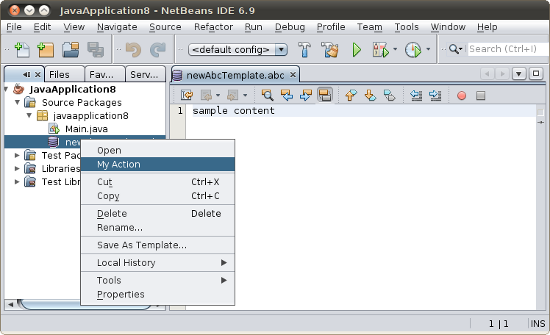 JavaApplication8 - NetBeans IDE 6.9
File Edit View Navigate Source Refactor Run Debug Profile Team Tools Window Help
<default config> Search (Ctrl+I)
Files Fav... Serv... newAbcTemplate.abc
JavaApplication8
Source Packages
javaapplication8
Main.java
new
Test Pac
Libraries
Test Libr
1 sample content
Open
My Action
Cut Ctrl+X
Copy Ctrl+C
Delete Delete
Rename...
Save As Template...
Local History
Tools
Properties
1 | 1 INS